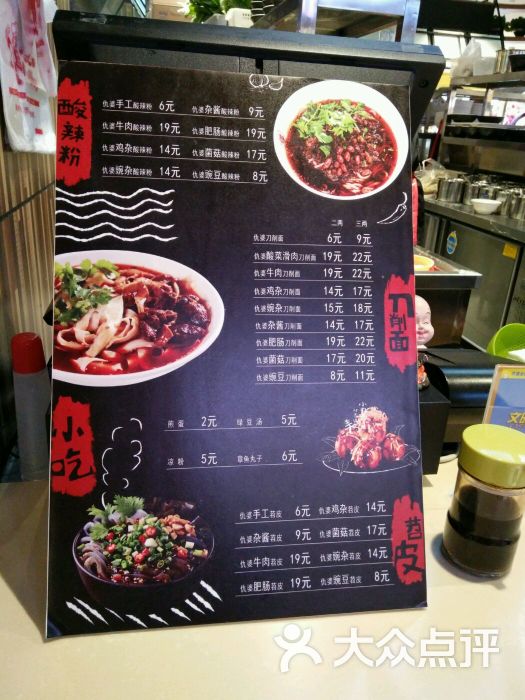 酸辣粉
仇婆手工酸辣粉 6元 仇婆杂酱酸辣粉 9元
仇婆牛肉酸辣粉 19元 仇婆肥肠酸辣粉 19元
仇婆鸡杂酸辣粉 14元 仇婆菌菇酸辣粉 17元
仇婆豌杂酸辣粉 14元 仇婆豌豆酸辣粉 8元
刀削面
二两 三两
仇婆刀削面 6元 9元
仇婆酸菜滑肉刀削面 19元 22元
仇婆牛肉刀削面 19元 22元
仇婆鸡杂刀削面 14元 17元
仇婆豌杂刀削面 15元 18元
仇婆杂酱刀削面 14元 17元
仇婆肥肠刀削面 19元 22元
仇婆菌菇刀削面 17元 20元
仇婆豌豆刀削面 8元 11元
小吃
煎蛋 2元 绿豆汤 5元
凉粉 5元 章鱼丸子 6元
苕皮
仇婆手工苕皮 6元 仇婆鸡杂苕皮 14元
仇婆杂酱苕皮 9元 仇婆菌菇苕皮 17元
仇婆牛肉苕皮 19元 仇婆豌杂苕皮 14元
仇婆肥肠苕皮 19元 仇婆豌豆苕皮 8元
大众点评